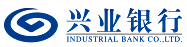 兴业银行
INDUSTRIAL BANK CO.,LTD.